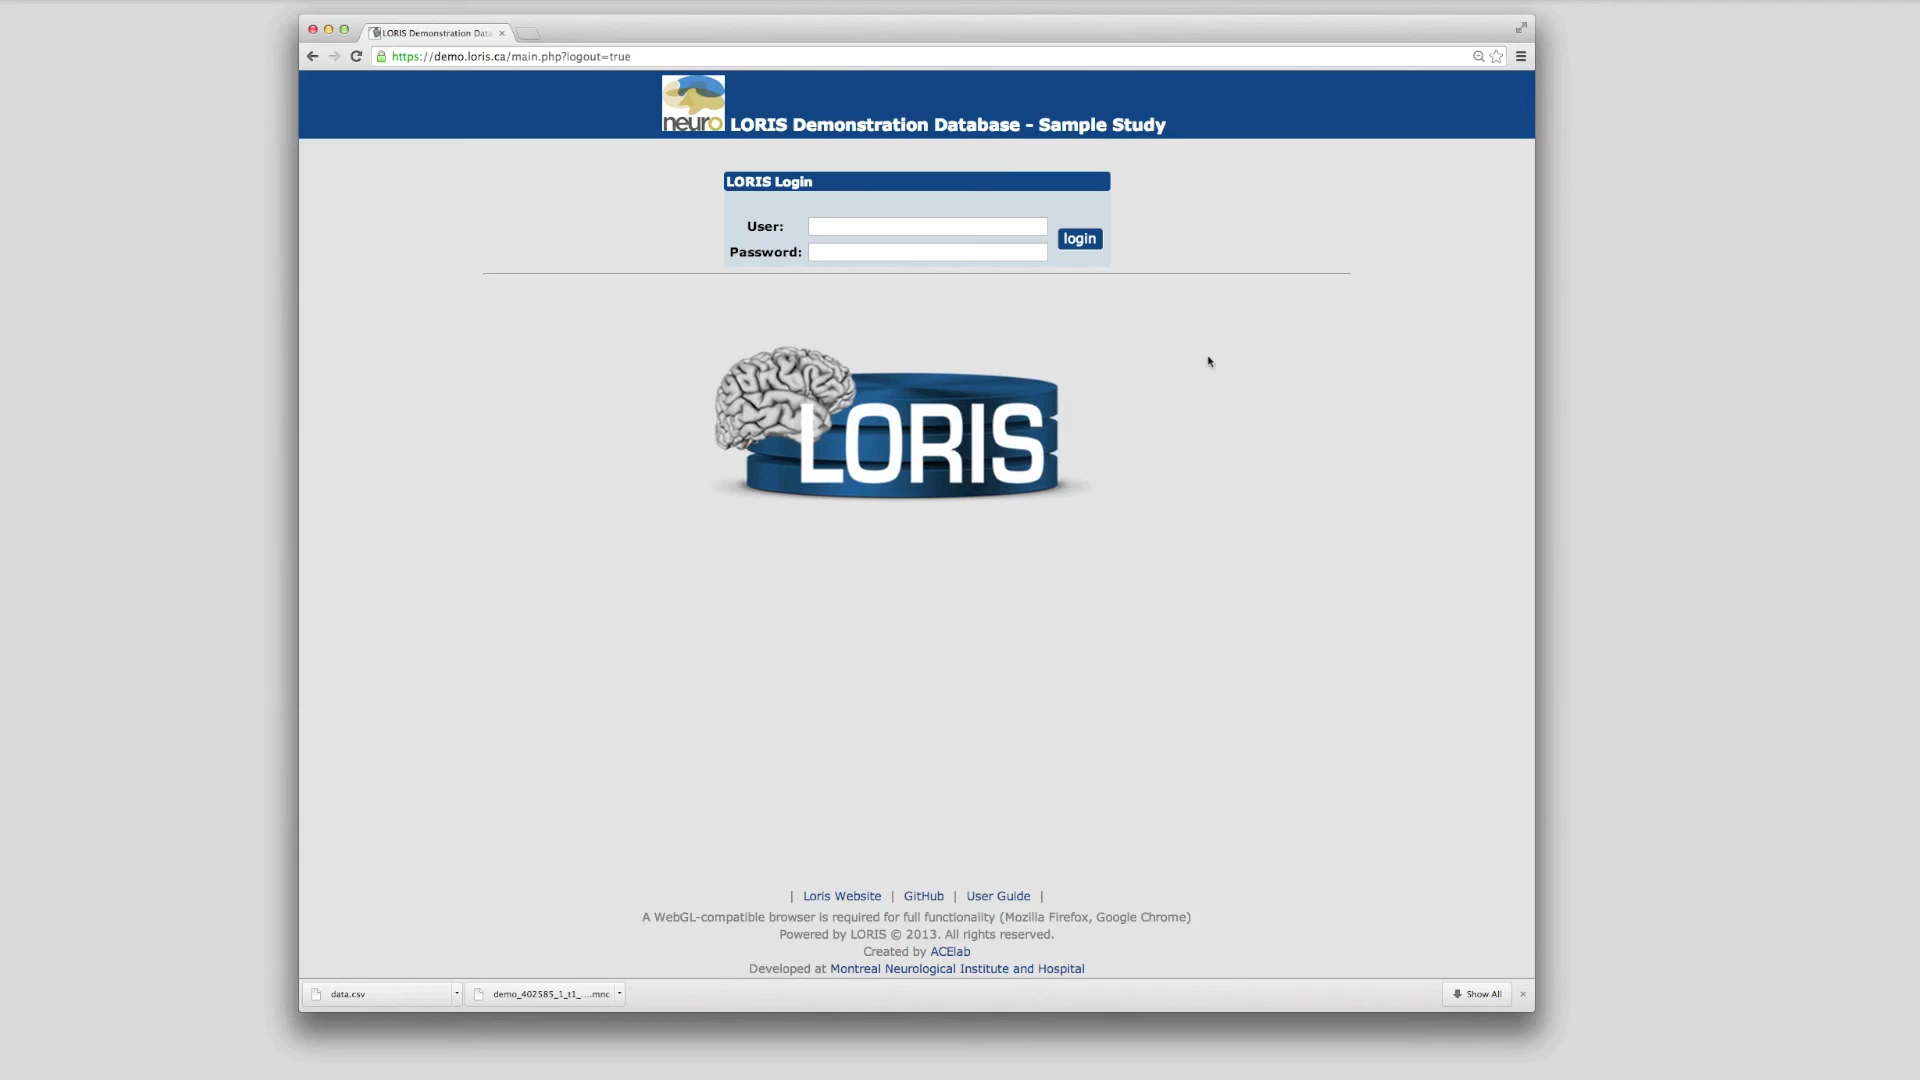 LORIS Demonstration Data
https://demo.loris.ca/main.php?logout=true
neuro LORIS Demonstration Database - Sample Study
LORIS Login
User:
Password:
login
LORIS
| Loris Website | GitHub | User Guide |
A WebGL-compatible browser is required for full functionality (Mozilla Firefox, Google Chrome)
Powered by LORIS © 2013. All rights reserved.
Created by ACElab
Developed at Montreal Neurological Institute and Hospital
data.csv demo_402585_1_t1_....mnc Show All